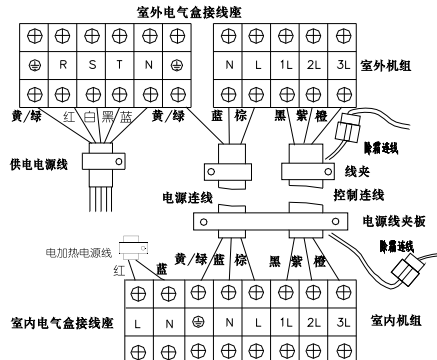 室外电气盒接线座
R S T N N L 1L 2L 3L
室外机组
黄/绿 红 白 黑 蓝 黄/绿 蓝 棕 黑 紫 橙
除霜连线
供电电源线
线夹
电源连线
控制连线
电源线夹板
除霜连线
电加热电源线
红 蓝 黄/绿 蓝 棕 黑 紫 橙
室内电气盒接线座
L N N L 1L 2L 3L
室内机组